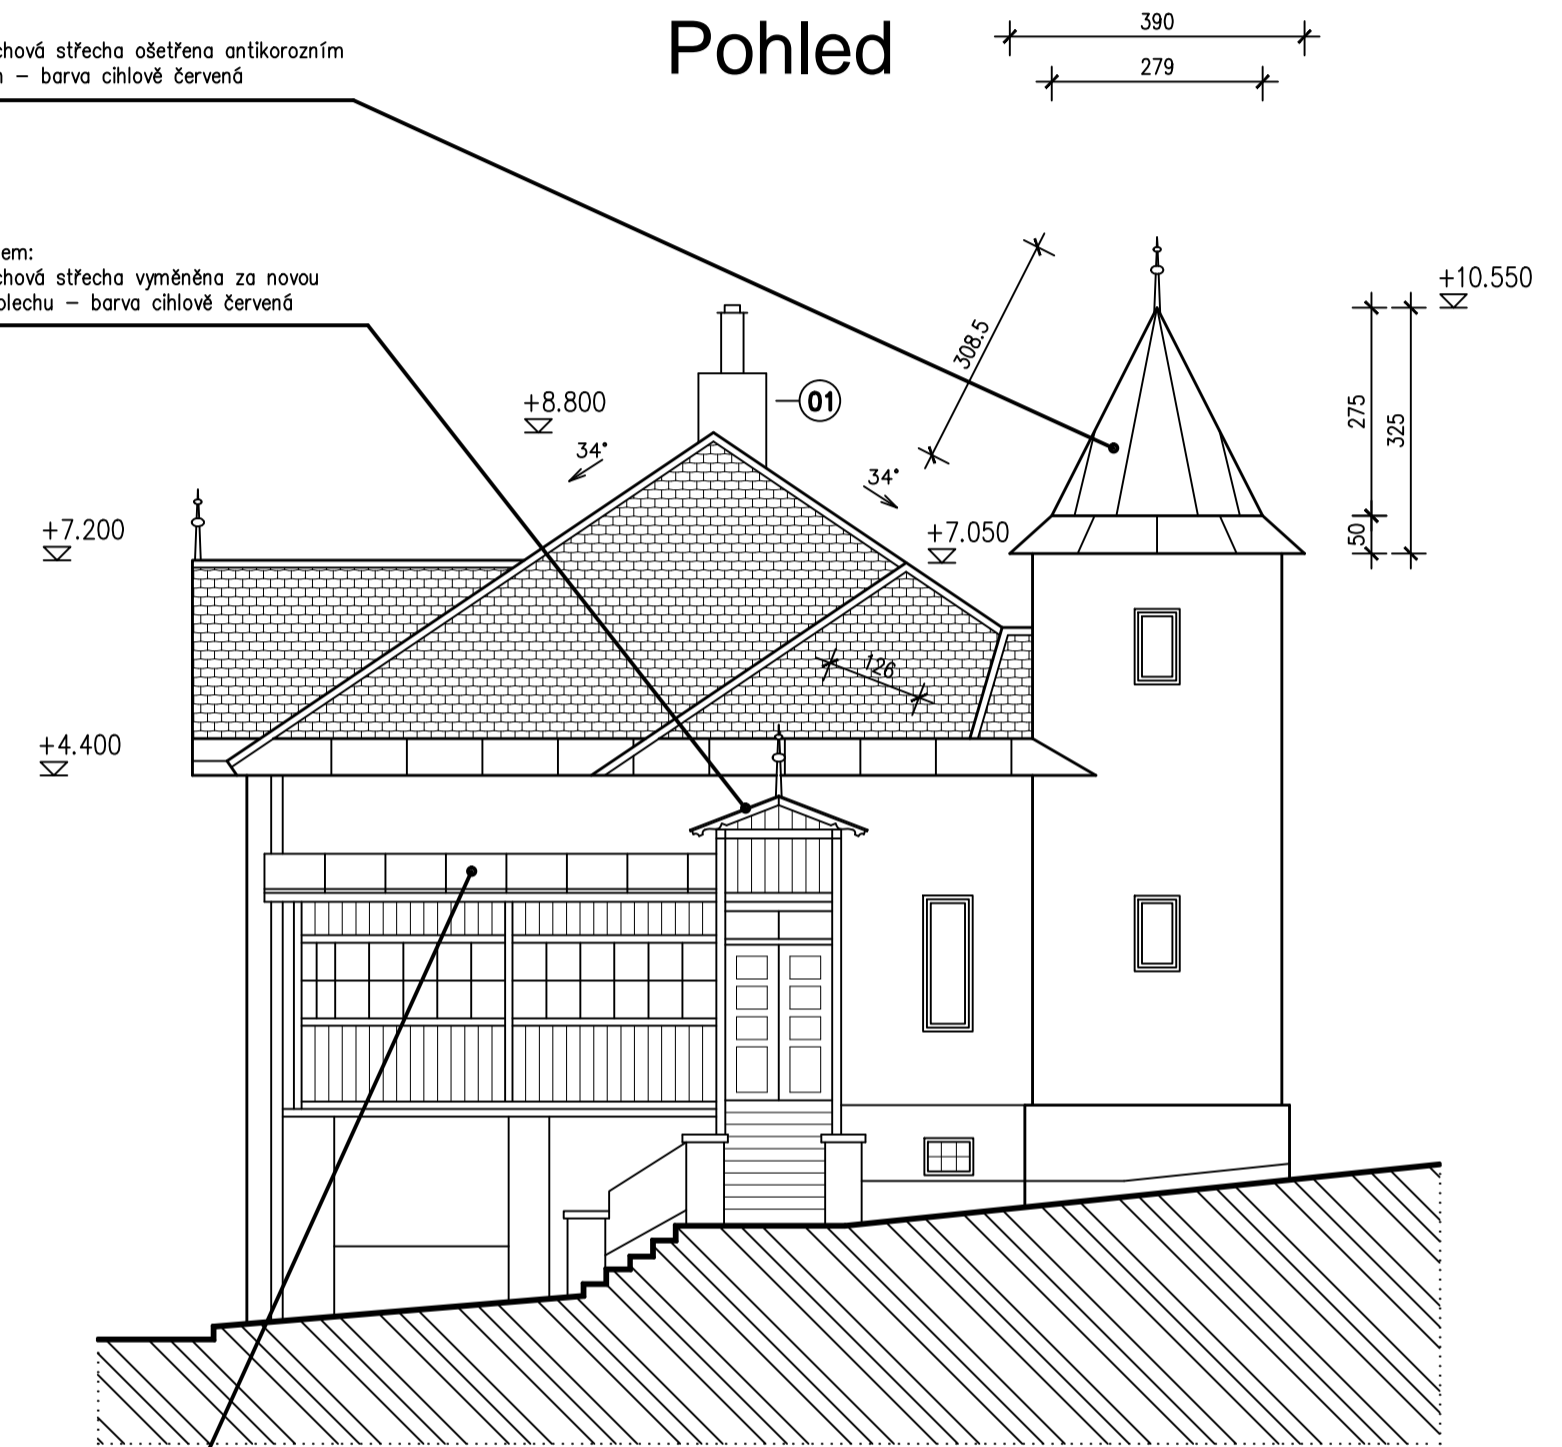 Pohled
390
279
chová střecha ošetřena antikorozním
– barva cihlově červená
em:
chová střecha vyměněna za novou
plechu – barva cihlově červená
+10.550
308.5
275
325
50
+8.800
34°
01
34°
+7.200
+7.050
126
+4.400